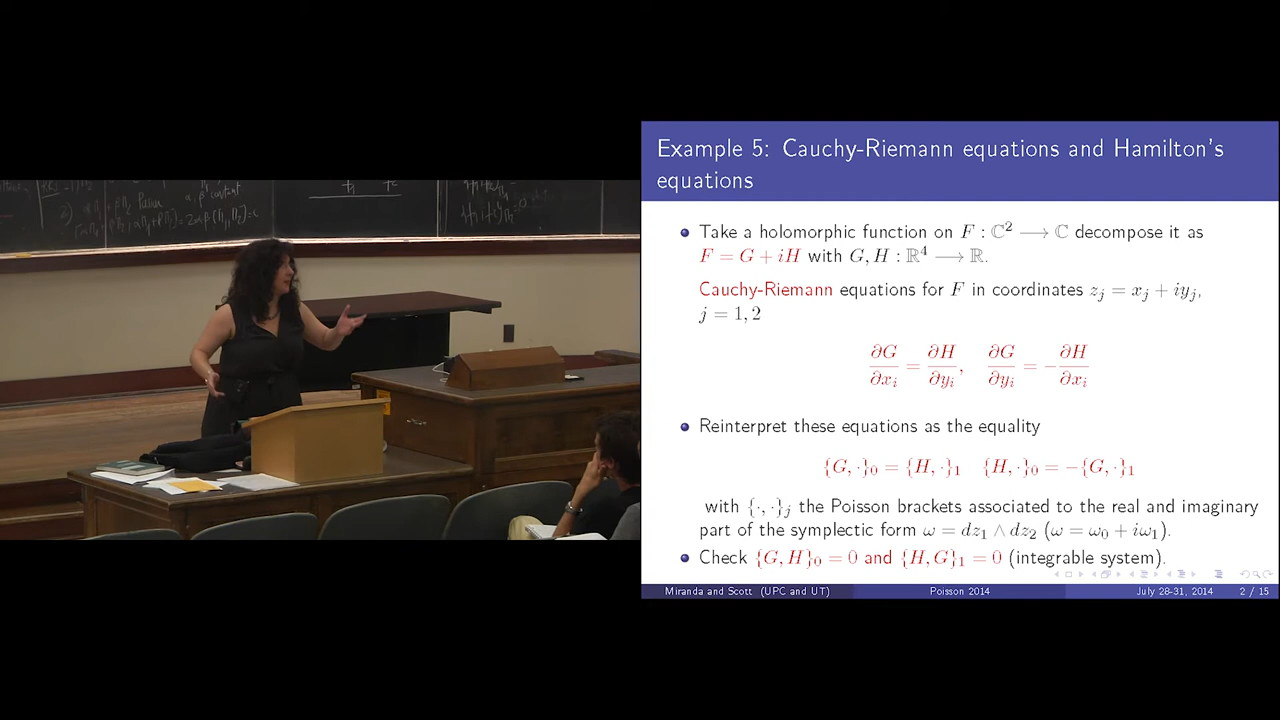 2)
Poisson
α, β constant
Example 5: Cauchy-Riemann equations and Hamilton's
equations
Take a holomorphic function on F : ℂ² ⟶ ℂ decompose it as
F = G + iH with G, H : ℝ⁴ ⟶ ℝ.
Cauchy-Riemann equations for F in coordinates z_j = x_j + iy_j,
j = 1, 2
∂G/∂x_i = ∂H/∂y_i, ∂G/∂y_i = −∂H/∂x_i
Reinterpret these equations as the equality
{G, ·}₀ = {H, ·}₁ {H, ·}₀ = −{G, ·}₁
with {·, ·}_j the Poisson brackets associated to the real and imaginary
part of the symplectic form ω = dz₁ ∧ dz₂ (ω = ω₀ + iω₁).
Check {G, H}₀ = 0 and {H, G}₁ = 0 (integrable system).
Miranda and Scott (UPC and UT) Poisson 2014 July 28-31, 2014 2 / 15